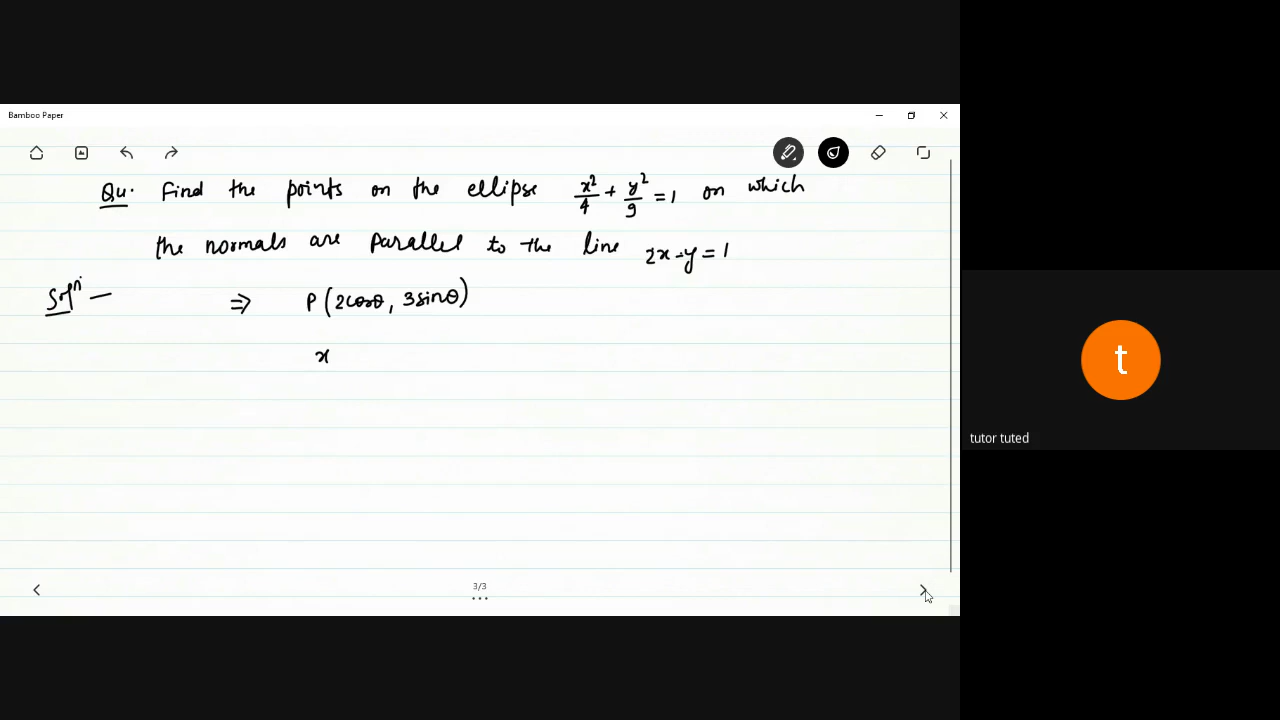 Bamboo Paper
Qu. Find the points on the ellipse x²/4 + y²/9 = 1 on which
the normals are parallel to the line 2x-y = 1
Solⁿ — ⇒ P(2cosθ, 3sinθ)
x
3/3
t
tutor tuted